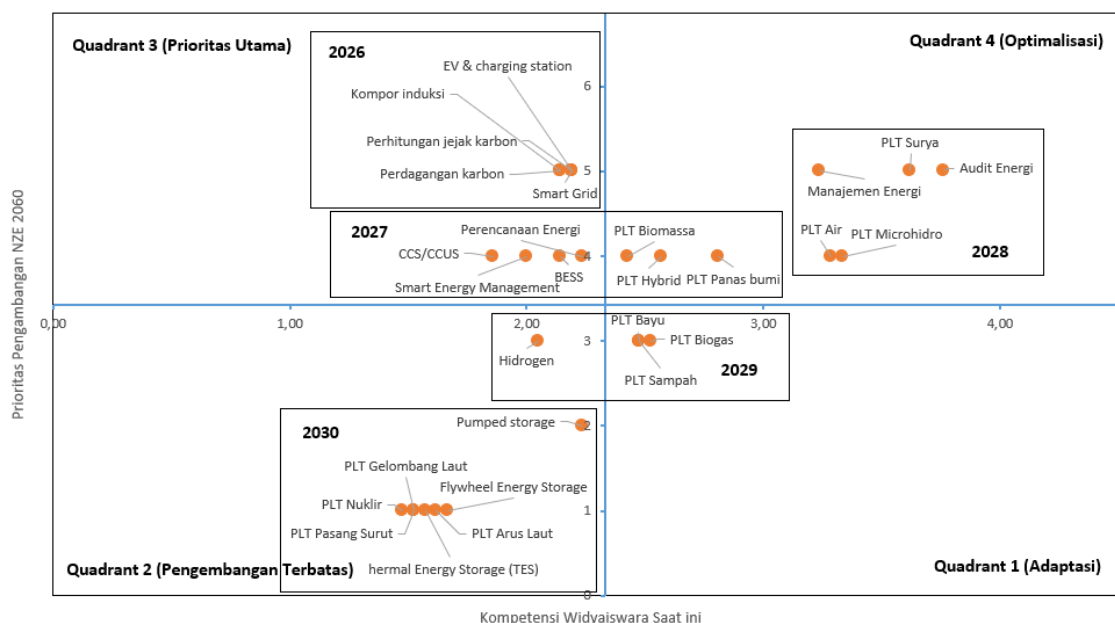 Quadrant 3 (Prioritas Utama)
Quadrant 4 (Optimalisasi)
2026
EV & charging station
Kompor induksi
Perhitungan jejak karbon
Perdagangan karbon
Smart Grid
6
5
PLT Surya
Audit Energi
Manajemen Energi
PLT Air
PLT Microhidro
2028
2027
Perencanaan Energi
PLT Biomassa
4
CCS/CCUS
BESS
PLT Hybrid
PLT Panas bumi
Smart Energy Management
0,00
1,00
2,00
3,00
4,00
PLT Bayu
3
PLT Biogas
Hidrogen
PLT Sampah
2029
2030
Pumped storage
2
PLT Gelombang Laut
Flywheel Energy Storage
PLT Nuklir
1
PLT Pasang Surut
PLT Arus Laut
hermal Energy Storage (TES)
Quadrant 2 (Pengembangan Terbatas)
Quadrant 1 (Adaptasi)
0
Prioritas Pengambangan NZE 2060
Kompetensi Widyaiswara Saat ini